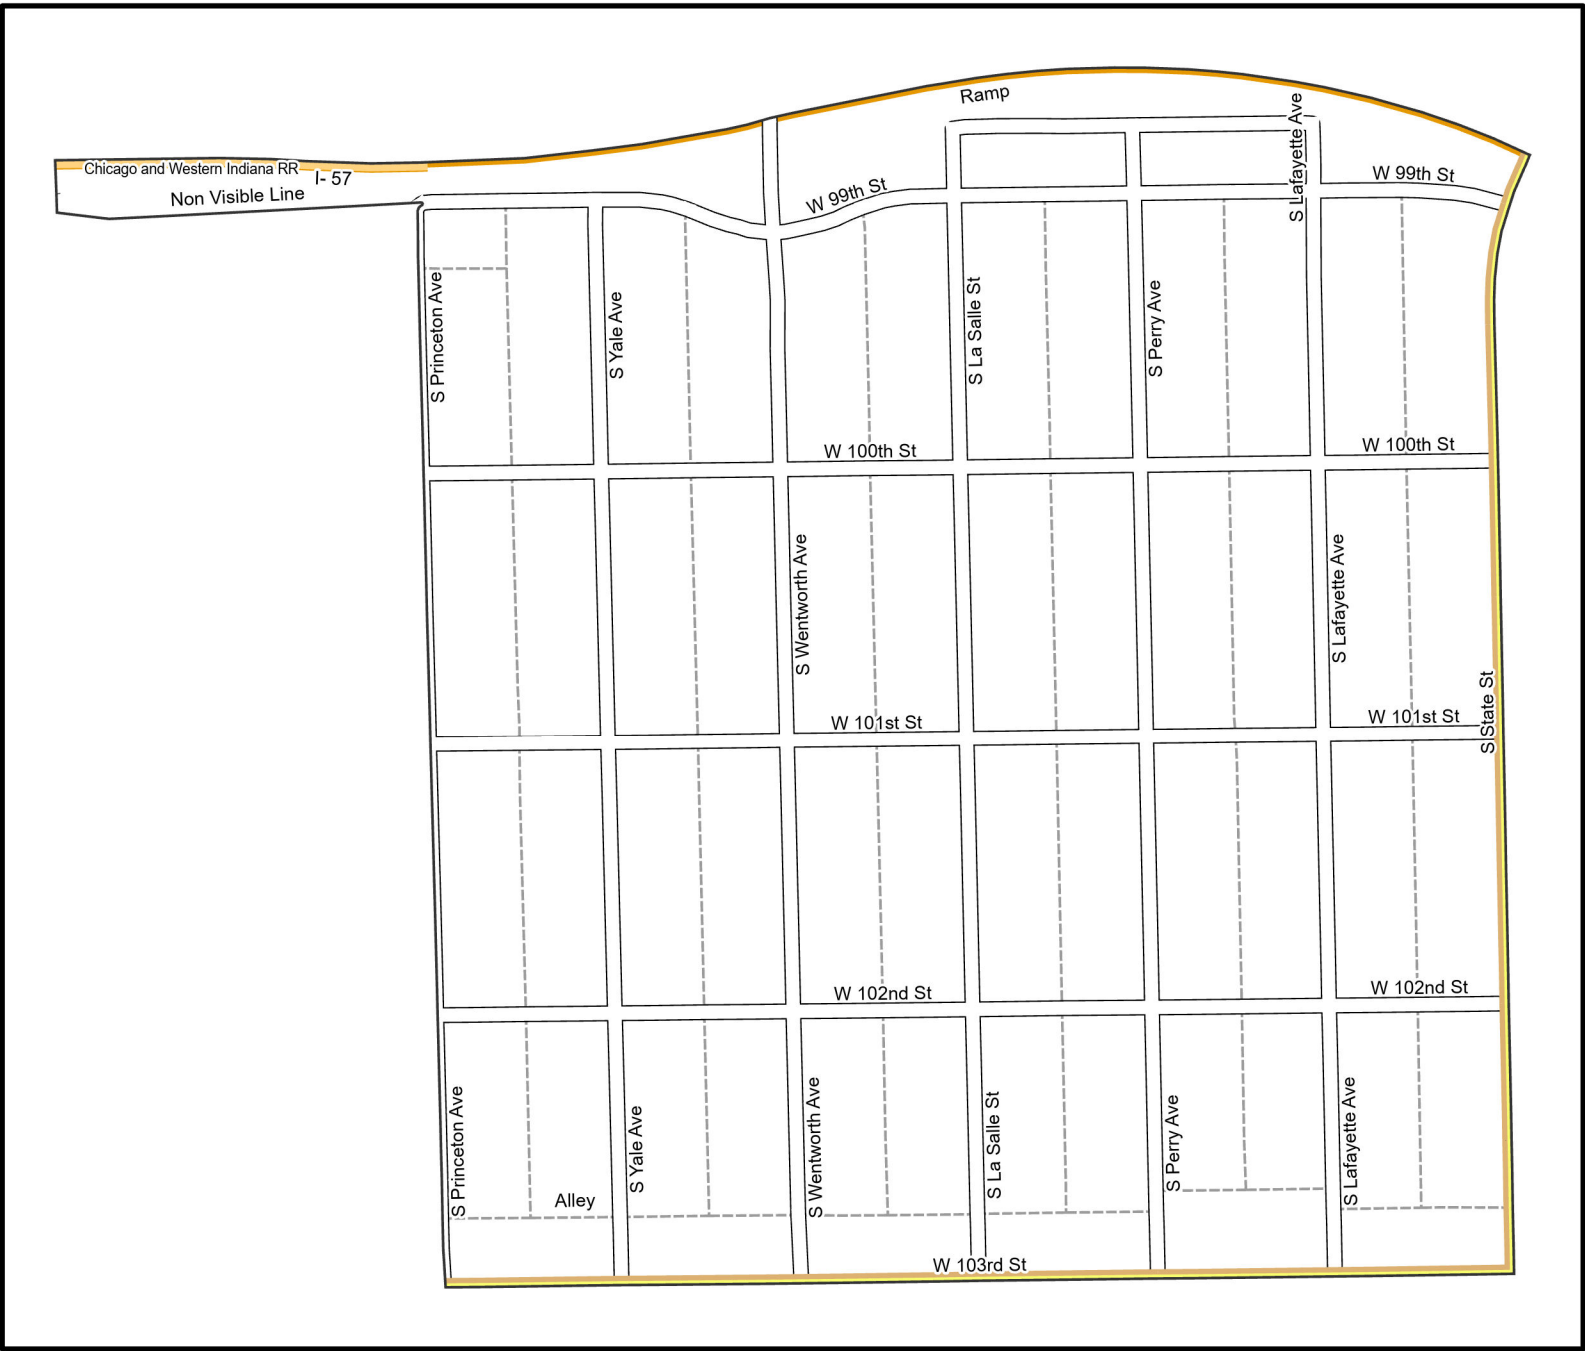 Ramp
S Lafayette Ave
Chicago and Western Indiana RR
I- 57
Non Visible Line
W 99th St
W 99th St
S Princeton Ave
S Yale Ave
S La Salle St
S Perry Ave
W 100th St
W 100th St
S Wentworth Ave
S Lafayette Ave
W 101st St
W 101st St
S State St
W 102nd St
W 102nd St
S Princeton Ave
S Yale Ave
S Wentworth Ave
S La Salle St
S Perry Ave
S Lafayette Ave
Alley
W 103rd St